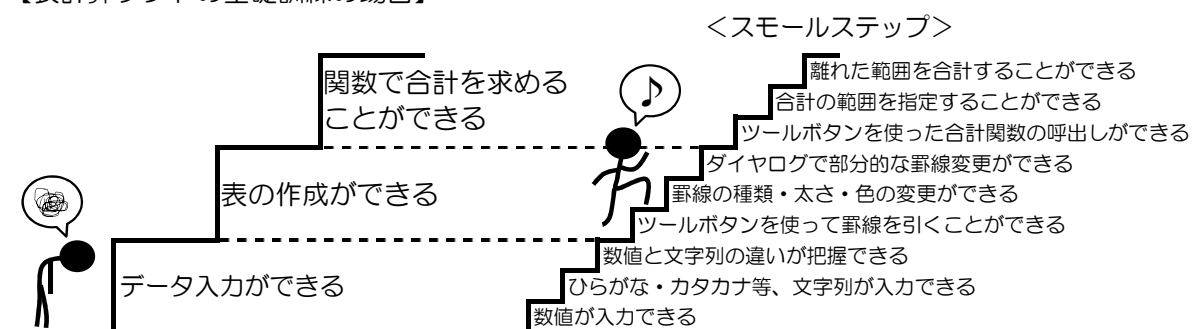 【表計算ソフトの基礎訓練の場合】
＜スモールステップ＞
関数で合計を求める
ことができる
表の作成ができる
データ入力ができる
♪
離れた範囲を合計することができる
合計の範囲を指定することができる
ツールボタンを使った合計関数の呼出しができる
ダイヤログで部分的な罫線変更ができる
罫線の種類・太さ・色の変更ができる
ツールボタンを使って罫線を引くことができる
数値と文字列の違いが把握できる
ひらがな・カタカナ等、文字列が入力できる
数値が入力できる